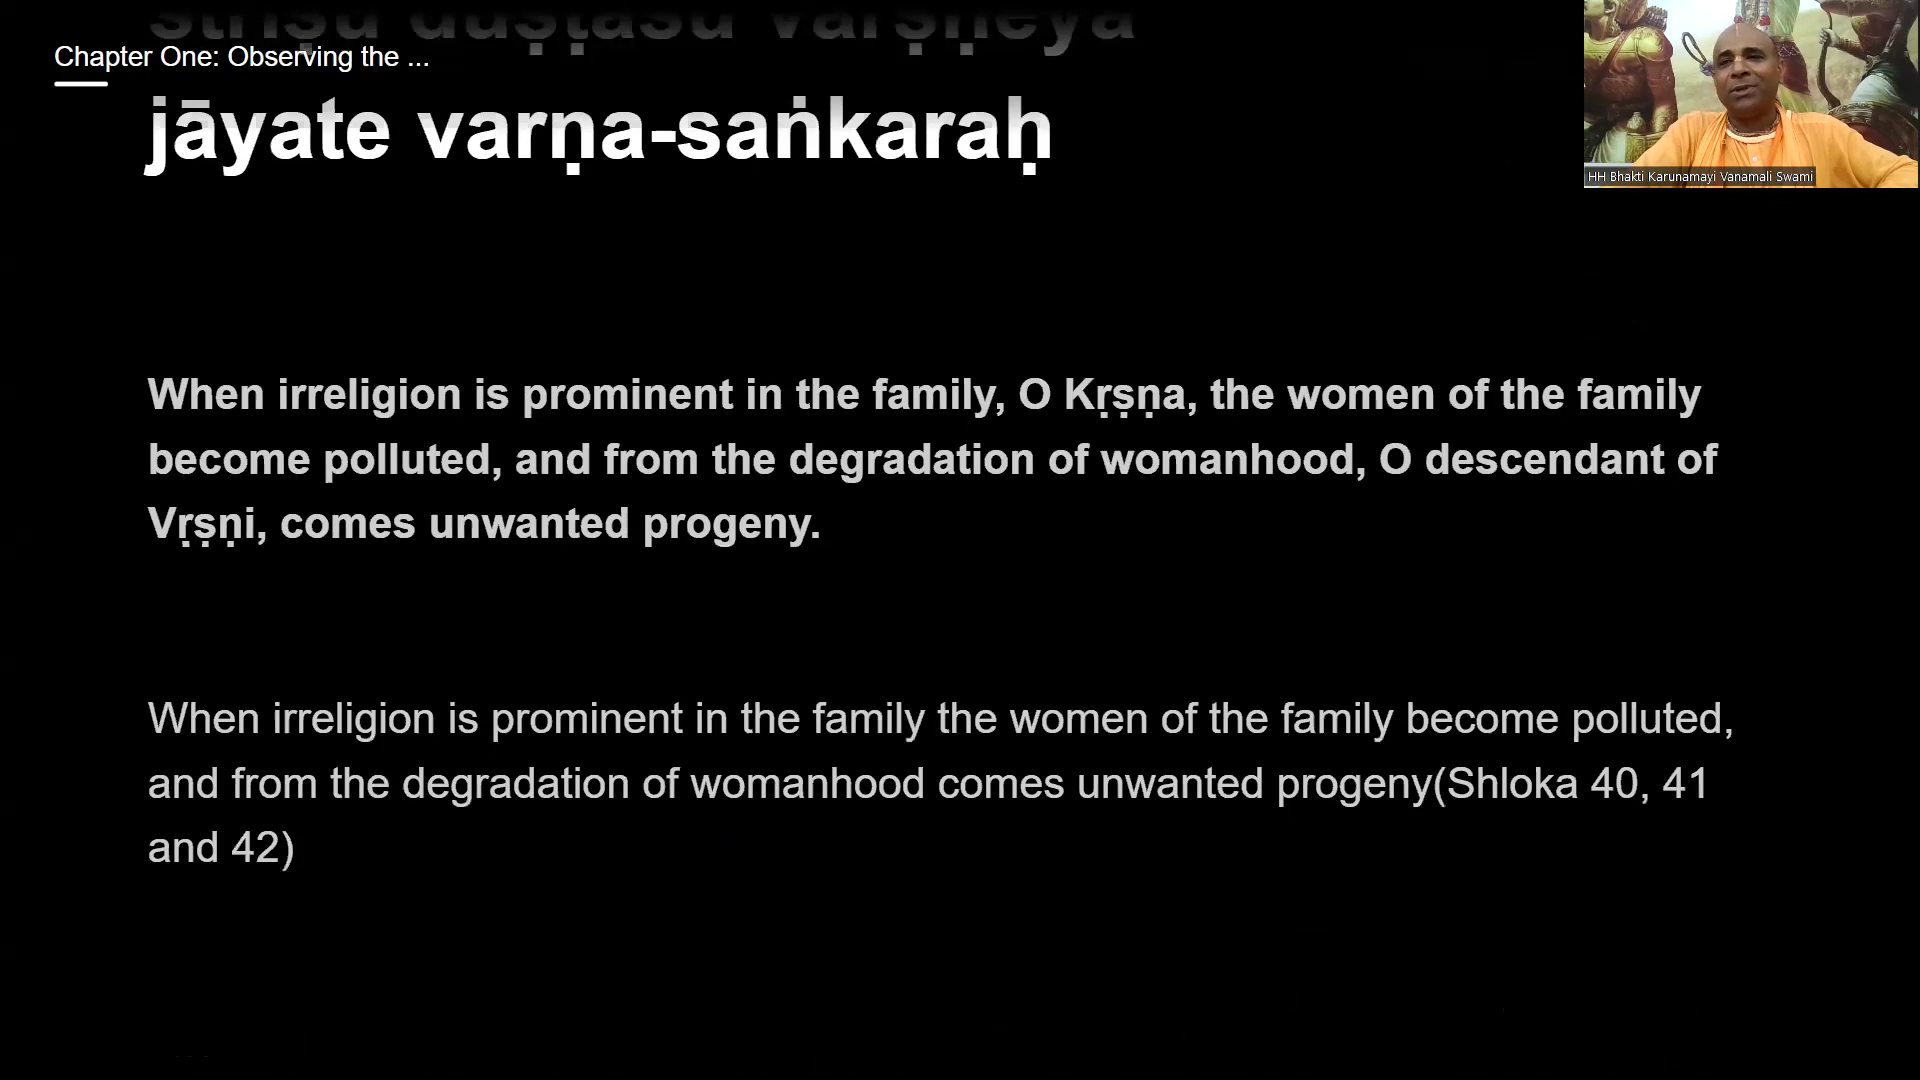 strīṣu duṣṭāsu vārṣṇeya
Chapter One: Observing the ...
jāyate varṇa-saṅkaraḥ
HH Bhakti Karunamayi Vanamali Swami
When irreligion is prominent in the family, O Kṛṣṇa, the women of the family
become polluted, and from the degradation of womanhood, O descendant of
Vṛṣṇi, comes unwanted progeny.
When irreligion is prominent in the family the women of the family become polluted,
and from the degradation of womanhood comes unwanted progeny(Shloka 40, 41
and 42)